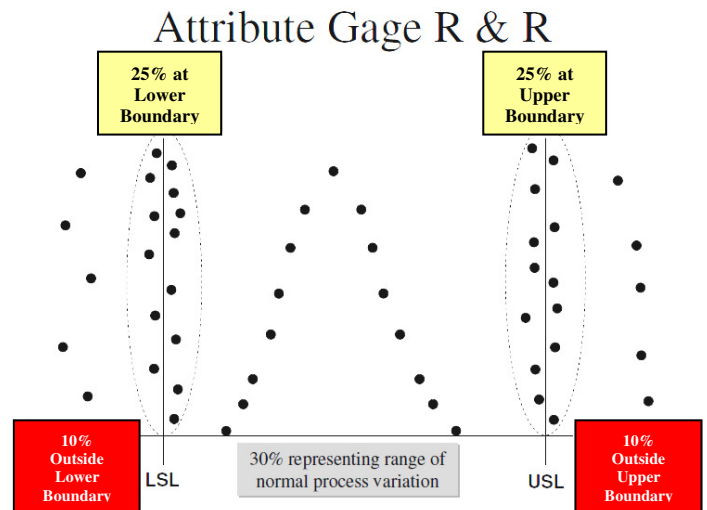 Attribute Gage R & R
25% at
Lower
Boundary
25% at
Upper
Boundary
10%
Outside
Lower
Boundary
LSL
30% representing range of
normal process variation
USL
10%
Outside
Upper
Boundary